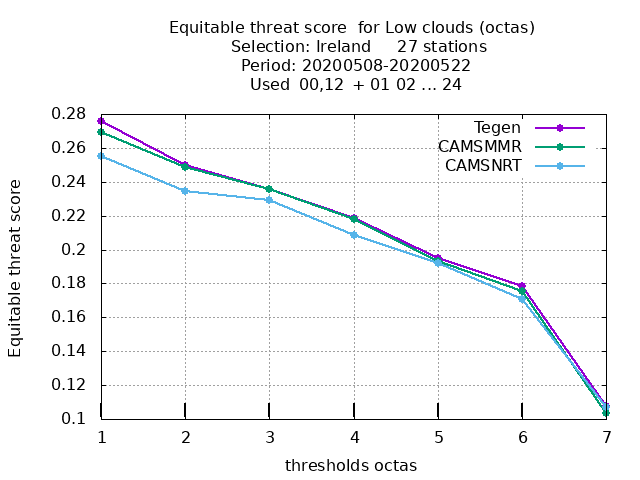 Equitable threat score  for Low clouds (octas)
Selection: Ireland     27 stations
Period: 20200508-20200522
Used  00,12  + 01 02 ... 24
Tegen
CAMSMMR
CAMSNRT
Equitable threat score
0.28
0.26
0.24
0.22
0.2
0.18
0.16
0.14
0.12
0.1
1 2 3 4 5 6 7
thresholds octas